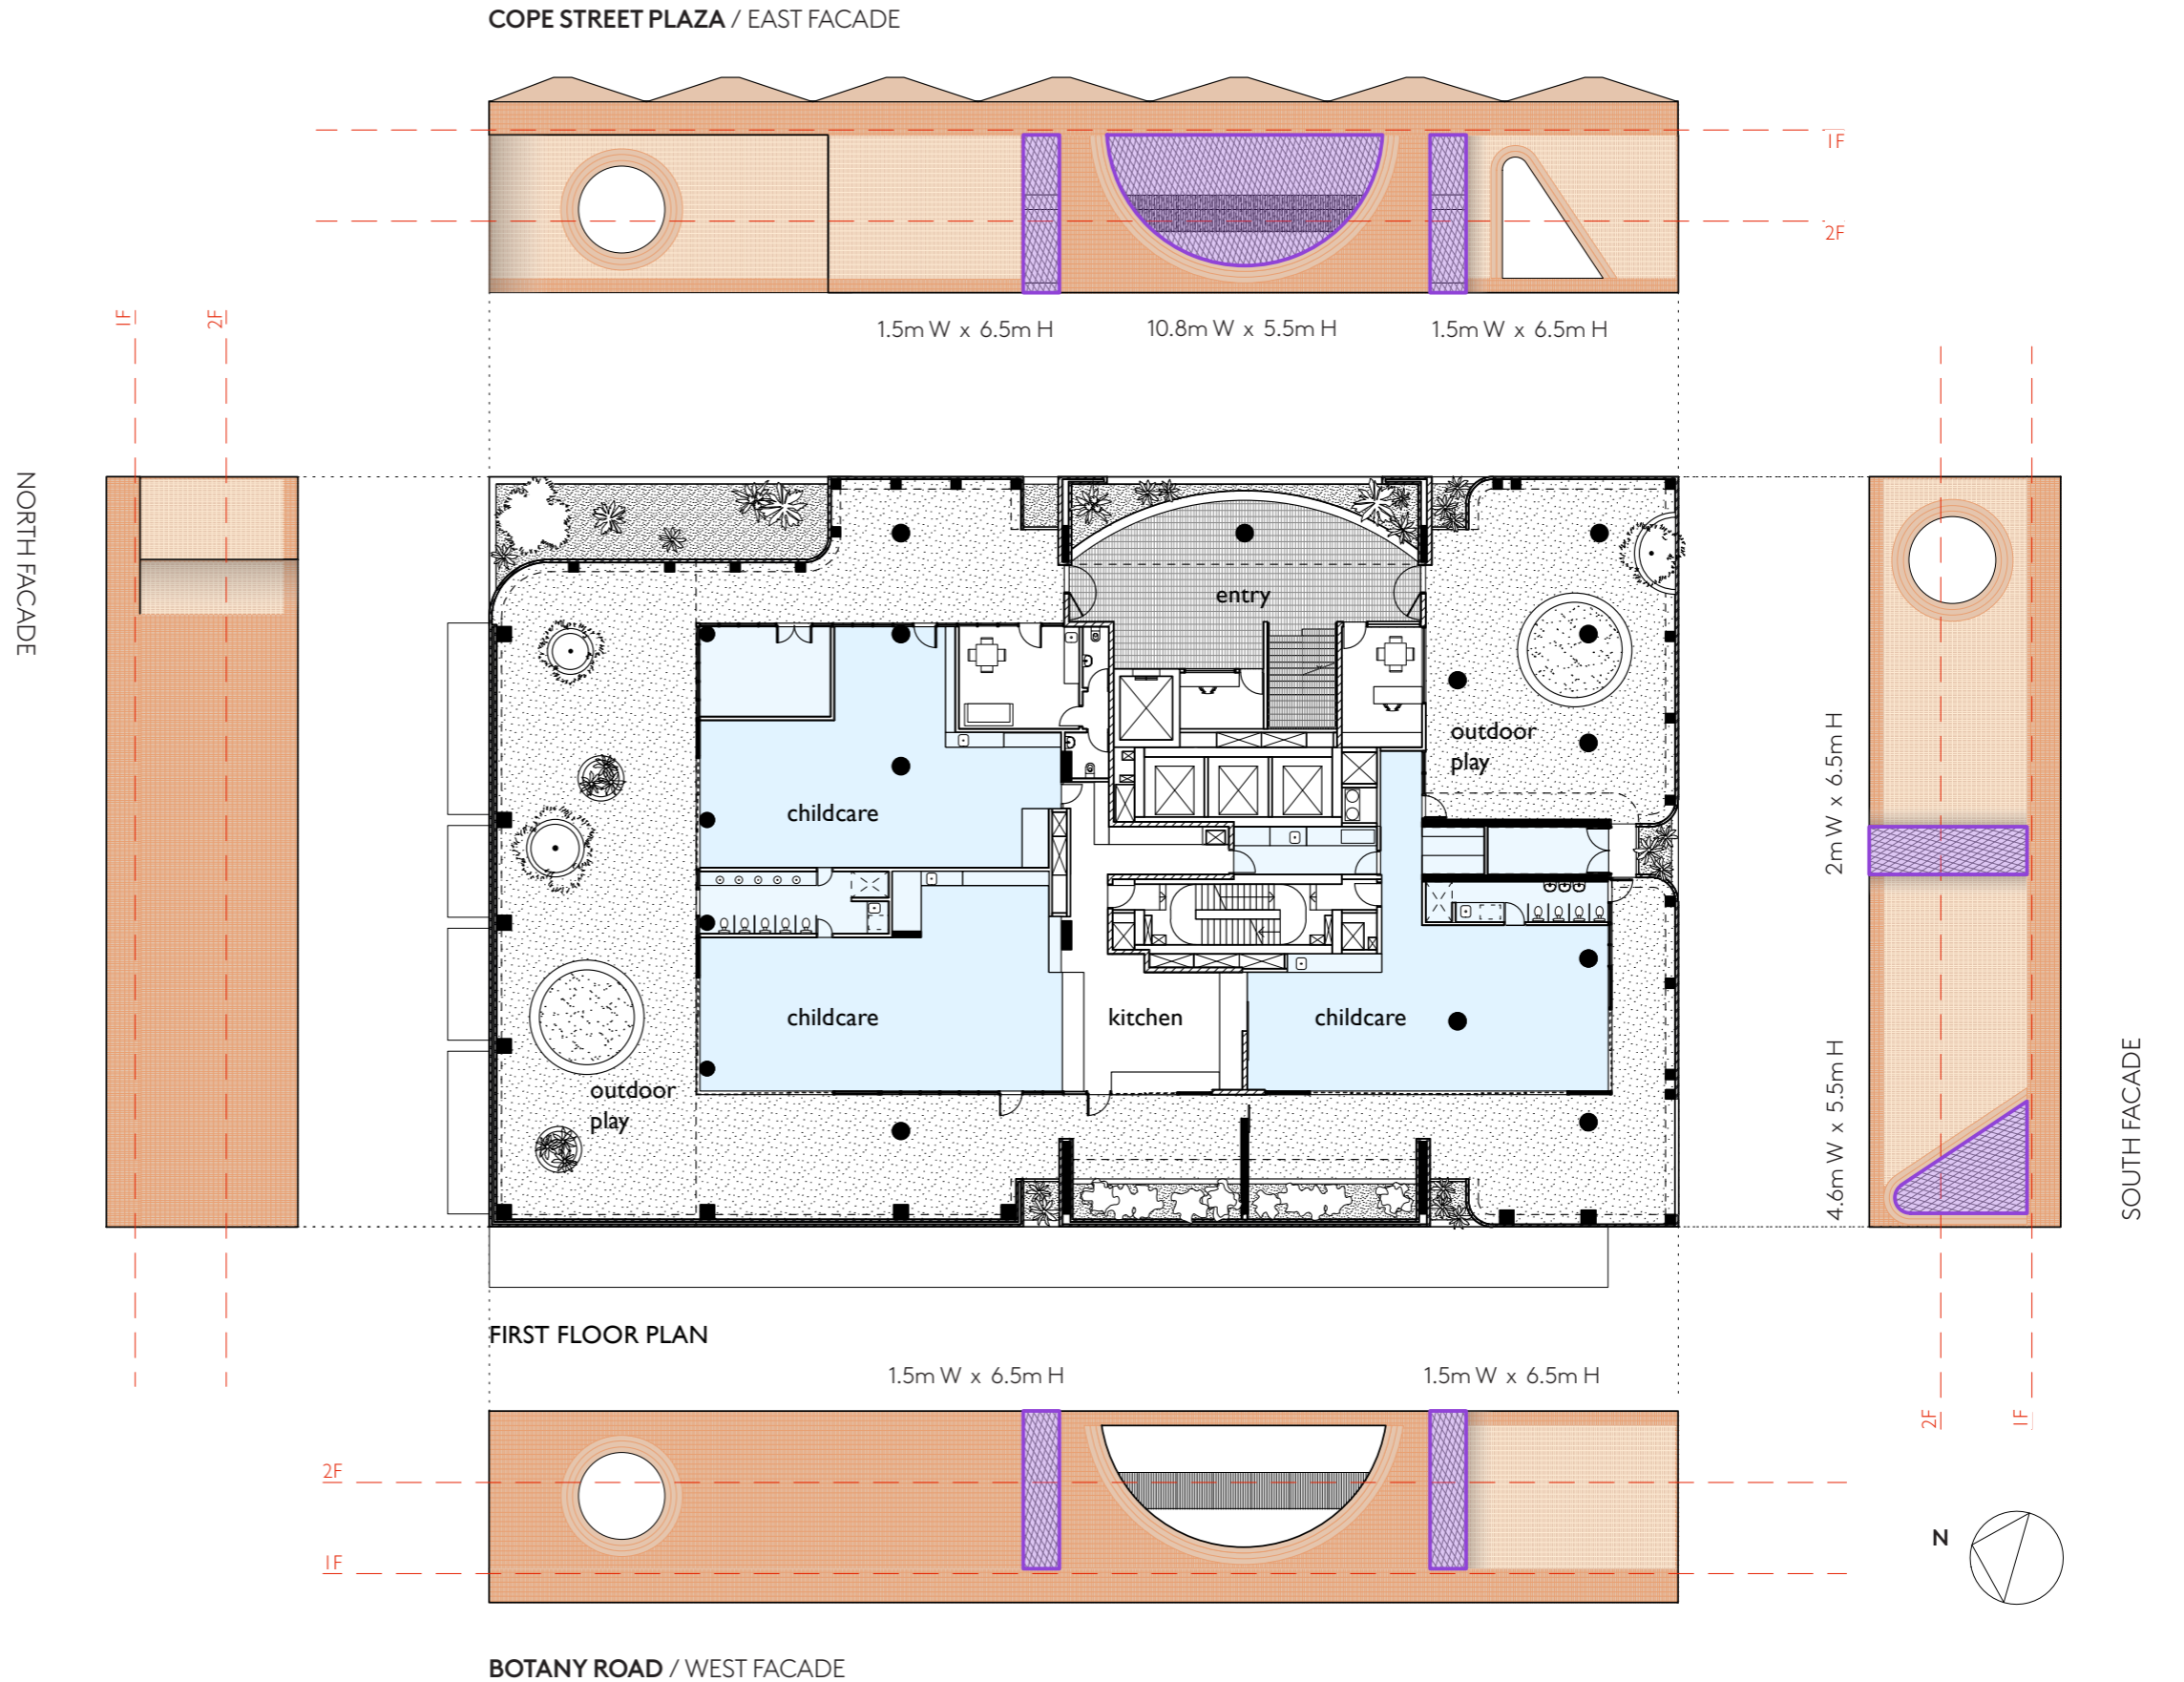 COPE STREET PLAZA / EAST FACADE
1F
2F
1.5m W x 6.5m H
10.8m W x 5.5m H
1.5m W x 6.5m H
1F
2F
NORTH FACADE
entry
outdoor
play
childcare
childcare
kitchen
childcare
outdoor
play
2m W x 6.5m H
4.6m W x 5.5m H
SOUTH FACADE
2F
1F
FIRST FLOOR PLAN
1.5m W x 6.5m H
1.5m W x 6.5m H
2F
1F
N
BOTANY ROAD / WEST FACADE